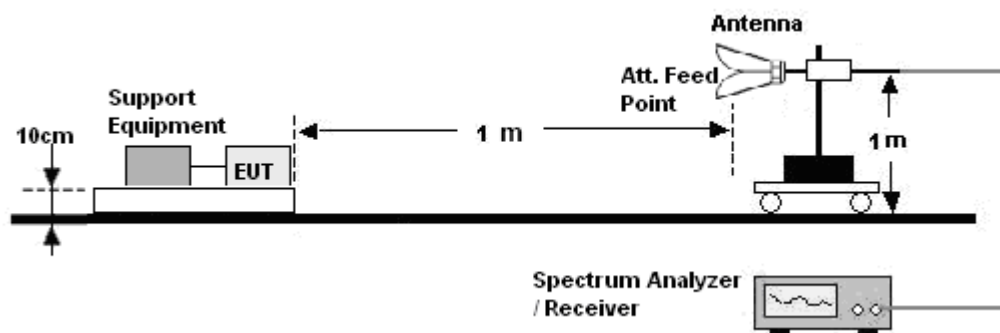 Antenna
Att. Feed
Point
Support
Equipment
10cm
1 m
1 m
EUT
Spectrum Analyzer
/ Receiver